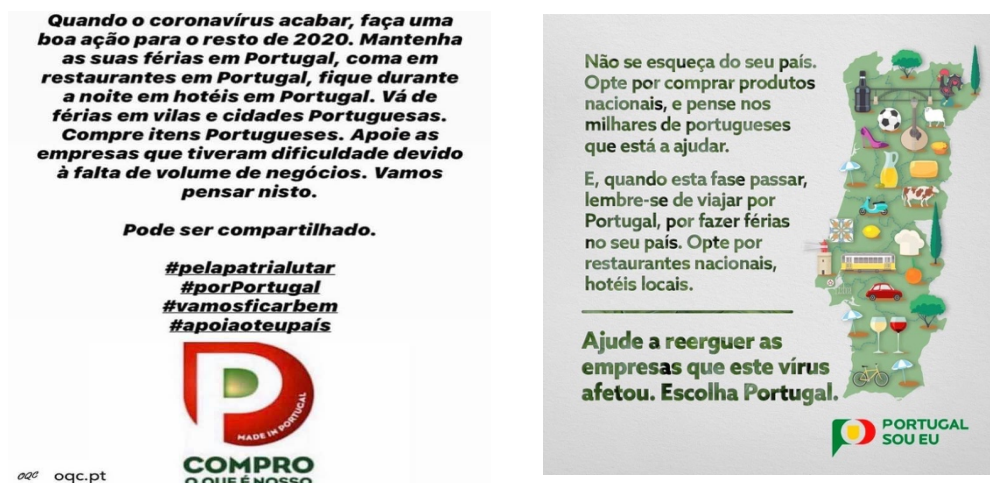 Quando o coronavírus acabar, faça uma
boa ação para o resto de 2020. Mantenha
as suas férias em Portugal, coma em
restaurantes em Portugal, fique durante
a noite em hotéis em Portugal. Vá de
férias em vilas e cidades Portuguesas.
Compre itens Portugueses. Apoie as
empresas que tiveram dificuldade devido
à falta de volume de negócios. Vamos
pensar nisto.
Pode ser compartilhado.
#pelapatrialutar
#porPortugal
#vamosficarbem
#apoiaoteupaís
MADE IN PORTUGAL
COMPRO
O QUE É NOSSO
oqc oqc.pt
Não se esqueça do seu país.
Opte por comprar produtos
nacionais, e pense nos
milhares de portugueses
que está a ajudar.
E, quando esta fase passar,
lembre-se de viajar por
Portugal, por fazer férias
no seu país. Opte por
restaurantes nacionais,
hotéis locais.
Ajude a reerguer as
empresas que este vírus
afetou. Escolha Portugal.
PORTUGAL
SOU EU